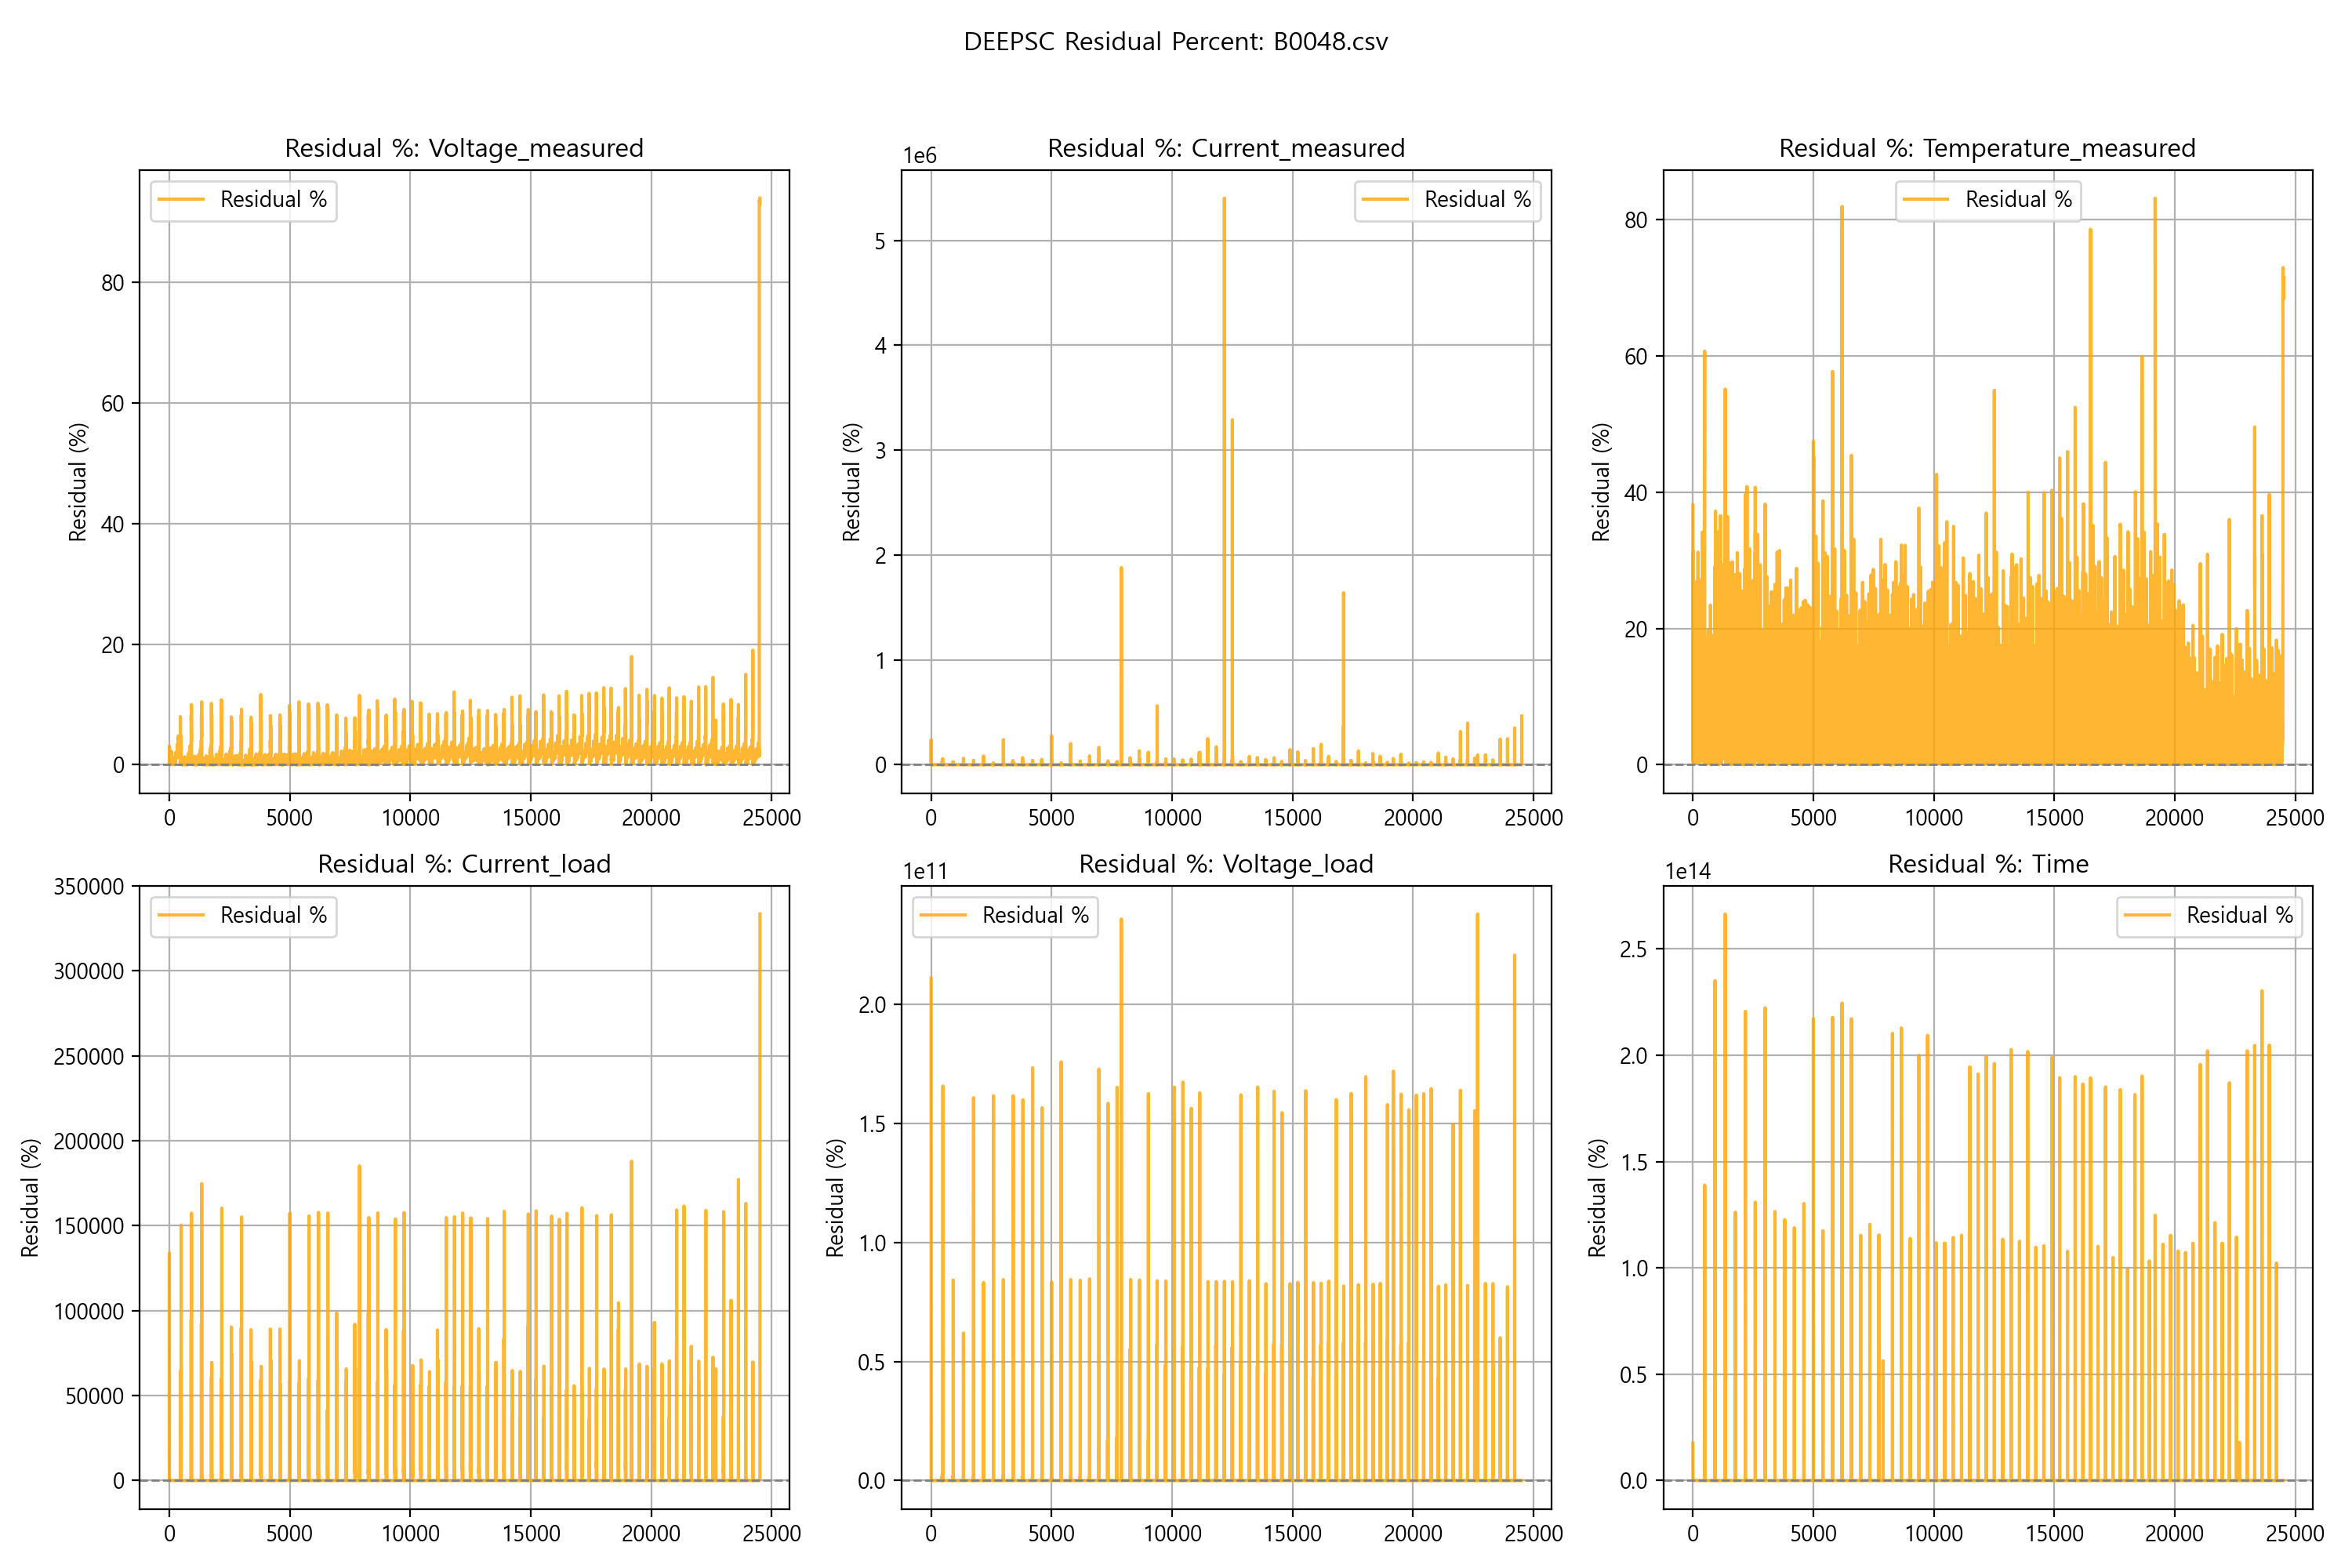 DEEPSC Residual Percent: B0048.csv
Residual %: Voltage_measured
Residual %
Residual (%)
80
60
40
20
0
0 5000 10000 15000 20000 25000
Residual %: Current_measured
1e6
Residual %
Residual (%)
5
4
3
2
1
0
0 5000 10000 15000 20000 25000
Residual %: Temperature_measured
Residual %
Residual (%)
80
60
40
20
0
0 5000 10000 15000 20000 25000
Residual %: Current_load
Residual %
Residual (%)
350000
300000
250000
200000
150000
100000
50000
0
0 5000 10000 15000 20000 25000
Residual %: Voltage_load
1e11
Residual %
Residual (%)
2.0
1.5
1.0
0.5
0.0
0 5000 10000 15000 20000 25000
Residual %: Time
1e14
Residual %
Residual (%)
2.5
2.0
1.5
1.0
0.5
0.0
0 5000 10000 15000 20000 25000